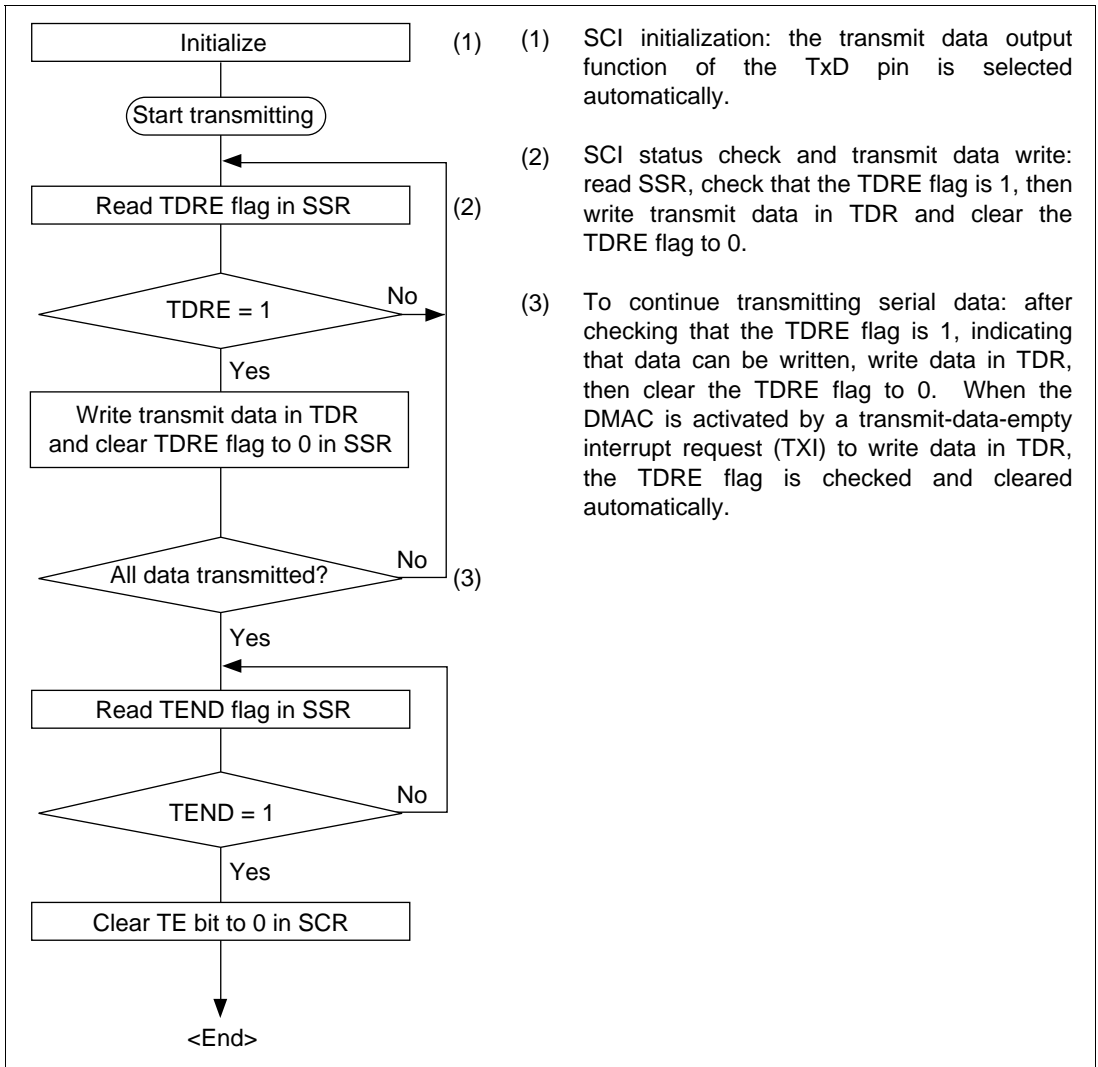 Initialize
(1)
Start transmitting
Read TDRE flag in SSR
(2)
TDRE = 1
No
Yes
Write transmit data in TDR
and clear TDRE flag to 0 in SSR
All data transmitted?
No
(3)
Yes
Read TEND flag in SSR
TEND = 1
No
Yes
Clear TE bit to 0 in SCR
<End>
(1) SCI initialization: the transmit data output
function of the TxD pin is selected
automatically.
(2) SCI status check and transmit data write:
read SSR, check that the TDRE flag is 1, then
write transmit data in TDR and clear the
TDRE flag to 0.
(3) To continue transmitting serial data: after
checking that the TDRE flag is 1, indicating
that data can be written, write data in TDR,
then clear the TDRE flag to 0. When the
DMAC is activated by a transmit-data-empty
interrupt request (TXI) to write data in TDR,
the TDRE flag is checked and cleared
automatically.